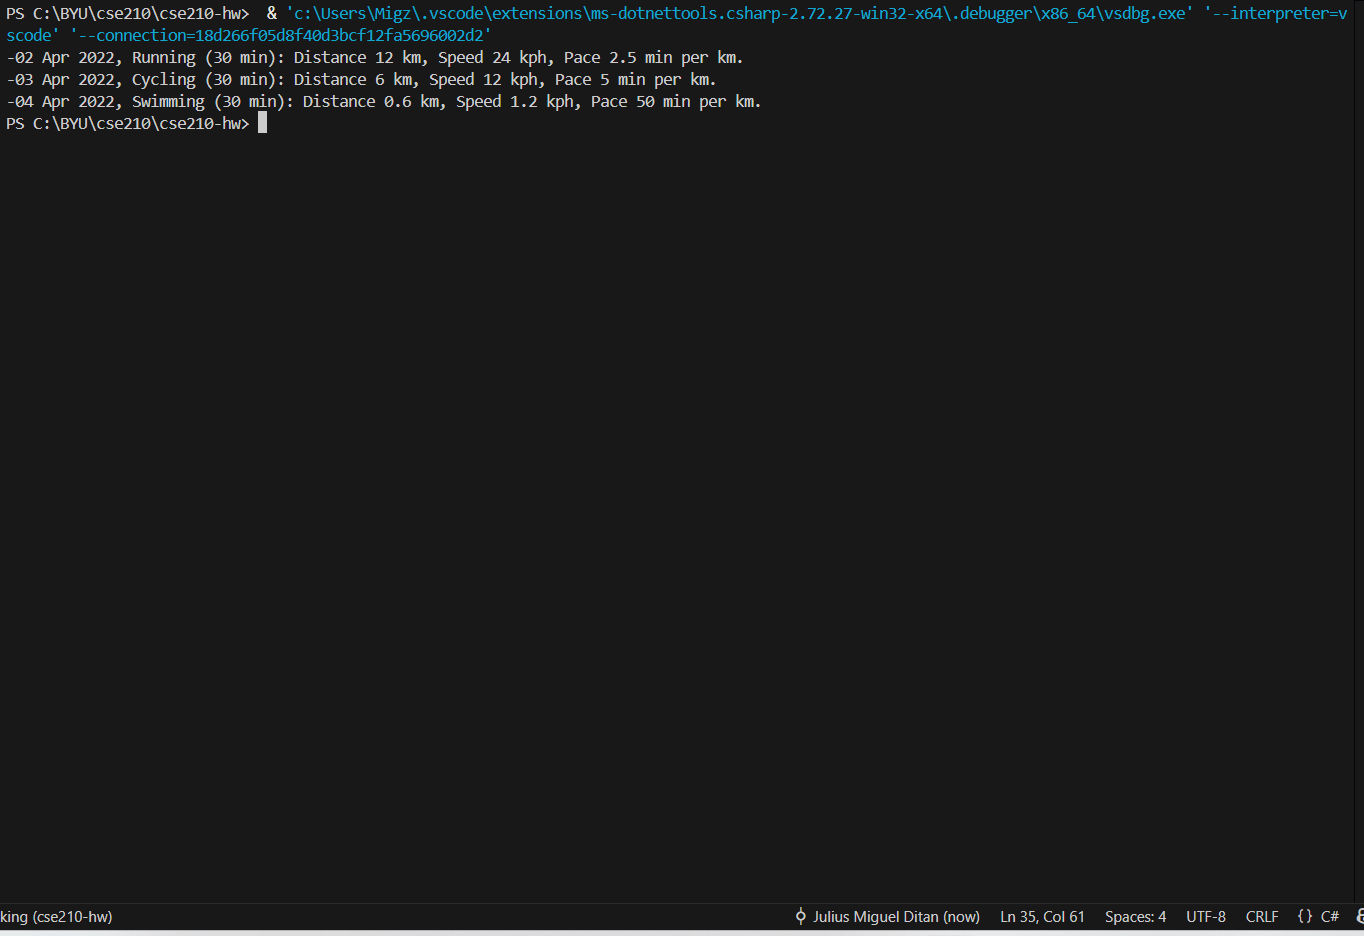 PS C:\BYU\cse210\cse210-hw>  & 'c:\Users\Migz\.vscode\extensions\ms-dotnettools.csharp-2.72.27-win32-x64\.debugger\x86_64\vsdbg.exe' '--interpreter=v
scode' '--connection=18d266f05d8f40d3bcf12fa5696002d2'
-02 Apr 2022, Running (30 min): Distance 12 km, Speed 24 kph, Pace 2.5 min per km.
-03 Apr 2022, Cycling (30 min): Distance 6 km, Speed 12 kph, Pace 5 min per km.
-04 Apr 2022, Swimming (30 min): Distance 0.6 km, Speed 1.2 kph, Pace 50 min per km.
PS C:\BYU\cse210\cse210-hw>
king (cse210-hw) Julius Miguel Ditan (now) Ln 35, Col 61 Spaces: 4 UTF-8 CRLF {} C#